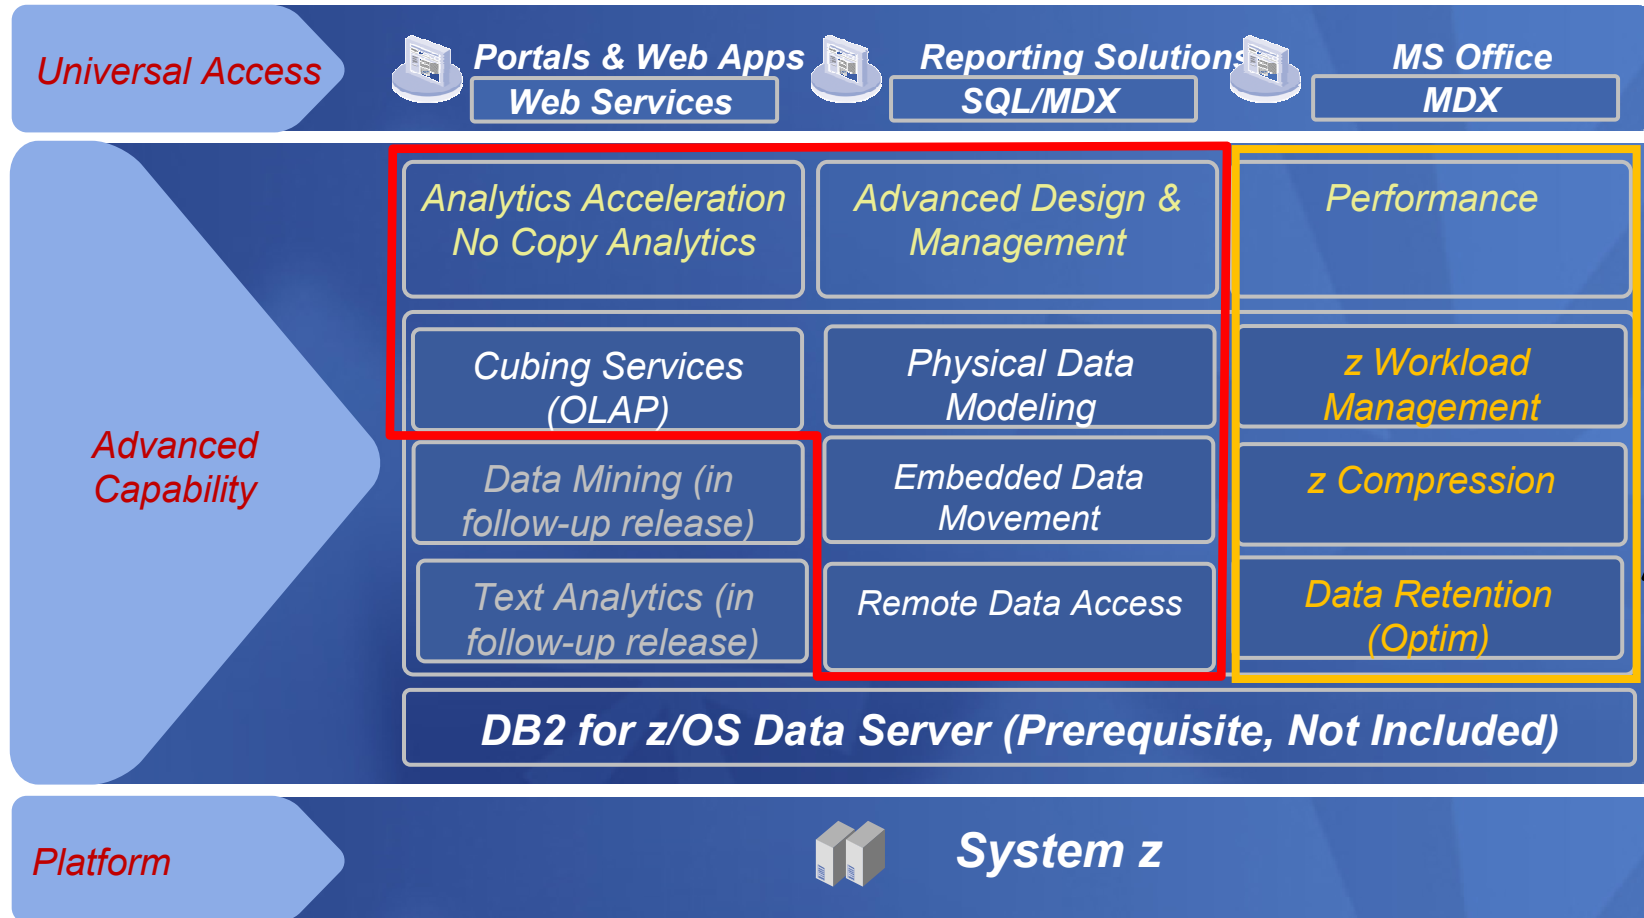 Universal Access
Portals & Web Apps
Web Services
Reporting Solutions
SQL/MDX
MS Office
MDX
Advanced
Capability
Analytics Acceleration
No Copy Analytics
Advanced Design &
Management
Performance
Cubing Services
(OLAP)
Physical Data
Modeling
z Workload
Management
Data Mining (in
follow-up release)
Embedded Data
Movement
z Compression
Text Analytics (in
follow-up release)
Remote Data Access
Data Retention
(Optim)
DB2 for z/OS Data Server (Prerequisite, Not Included)
Platform
System z